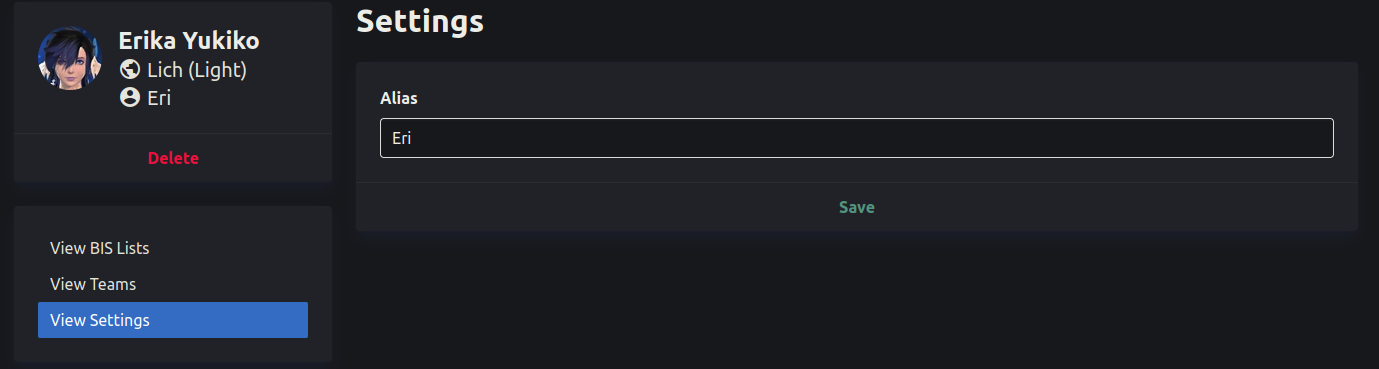 Erika Yukiko
Lich (Light)
Eri
Delete
View BIS Lists
View Teams
View Settings
Settings
Alias
Eri
Save